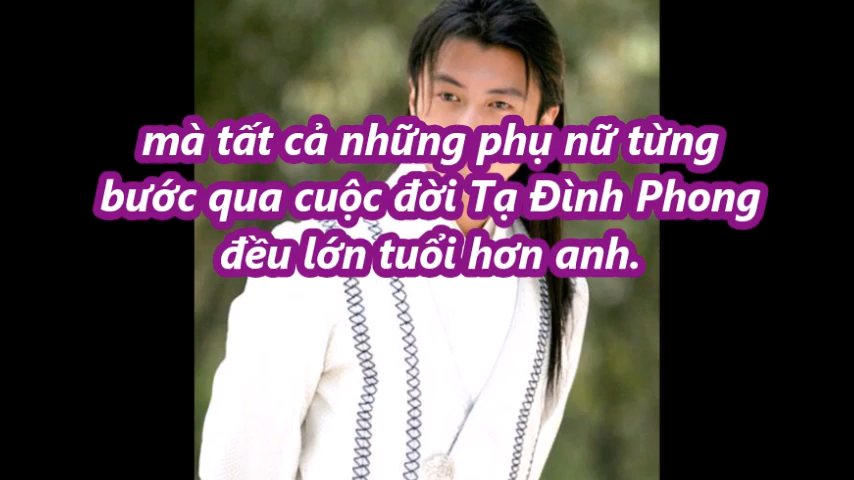 mà tất cả những phụ nữ từng
bước qua cuộc đời Tạ Đình Phong
đều lớn tuổi hơn anh.